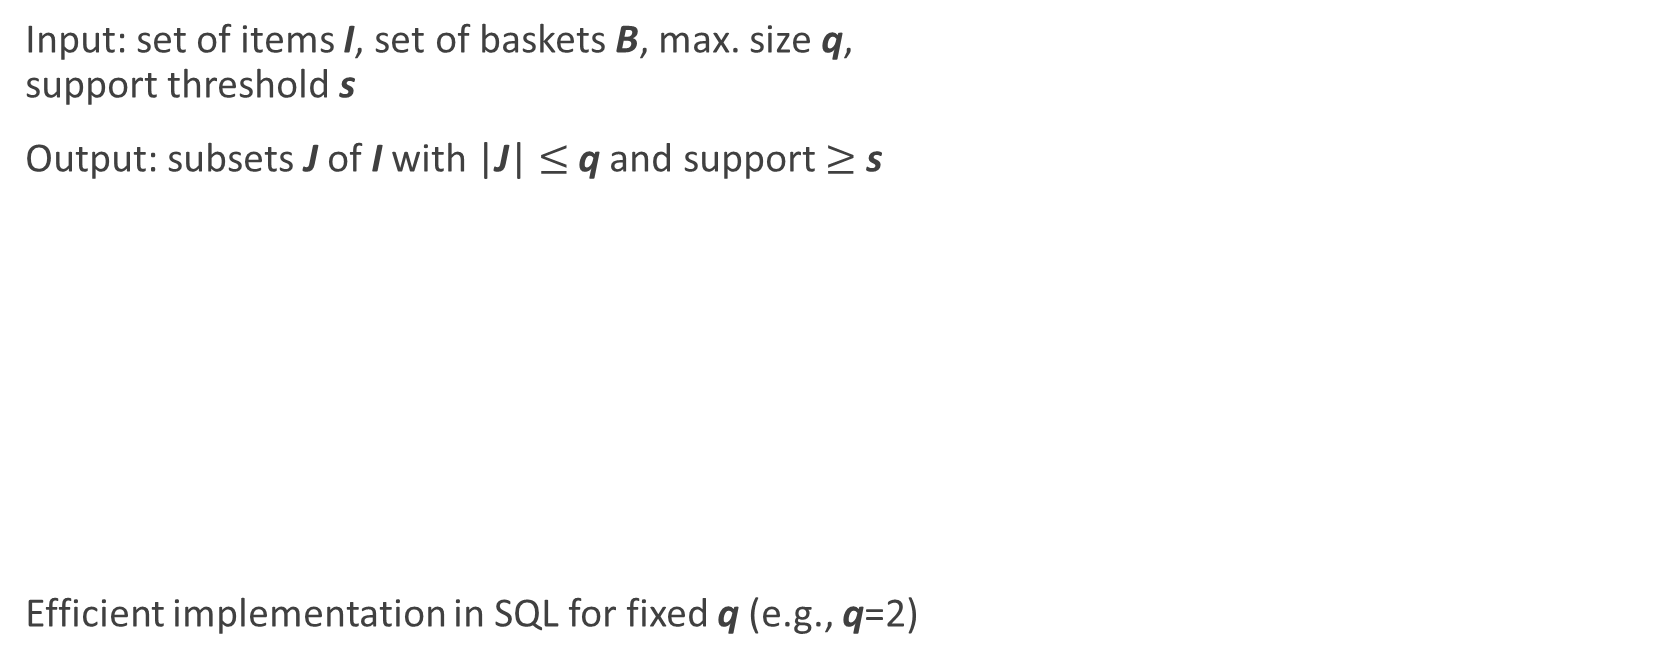 Input: set of items I, set of baskets B, max. size q,
support threshold s
Output: subsets J of I with |J| ≤ q and support ≥ s
Efficient implementation in SQL for fixed q (e.g., q=2)